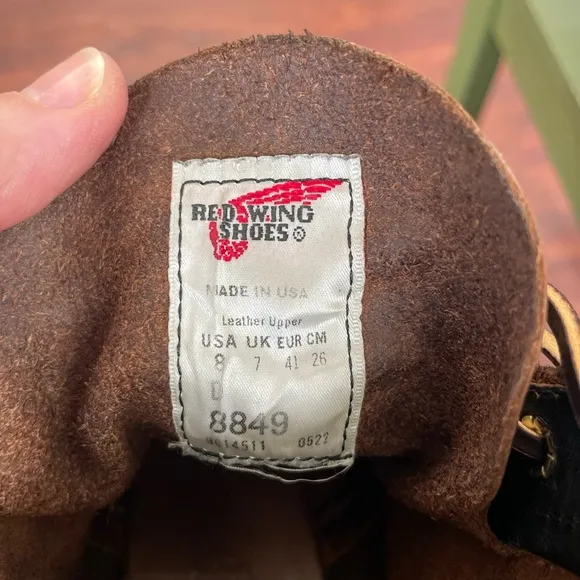 RED WING
SHOES®
MADE IN USA
Leather Upper
USA UK EUR CM
8 7 41 26
D
8849
0522